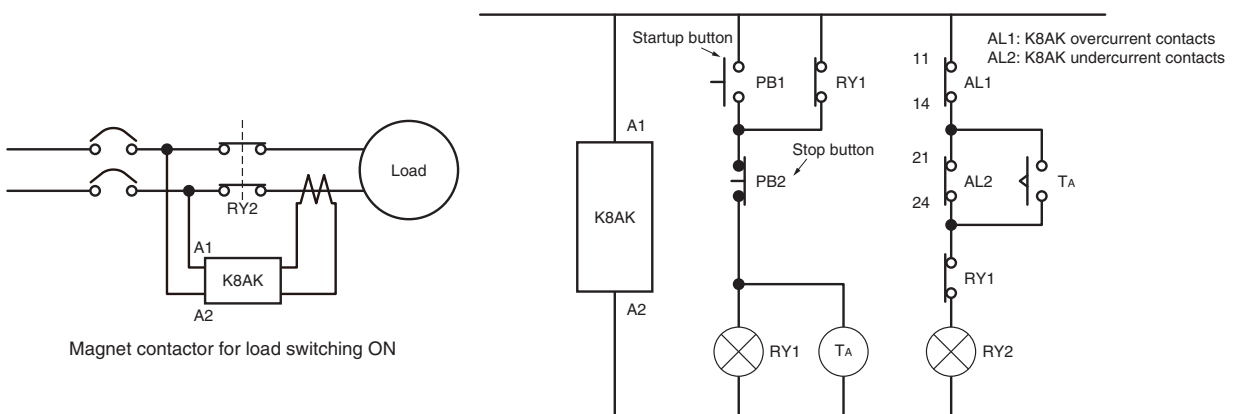 RY2
A1
K8AK
A2
Load
Magnet contactor for load switching ON
A1
K8AK
A2
Startup button
PB1
RY1
Stop button
PB2
RY1
TA
AL1: K8AK overcurrent contacts
AL2: K8AK undercurrent contacts
11
AL1
14
21
AL2
24
TA
RY1
RY2